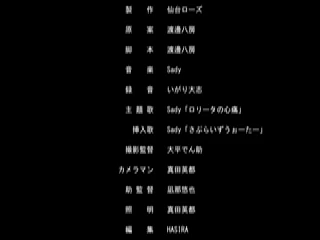 製　作　仙台ローズ
原　案　渡邊八房
脚　本　渡邊八房
音　楽　Sady
録　音　いがり大志
主 題 歌　Sady「ロリータの心痛」
挿入歌　Sady「さぶらいずうぉーたー」
撮影監督　大平でん助
カメラマン　真田英都
助 監 督　凪那悠也
照　明　真田英都
編　集　HASIRA